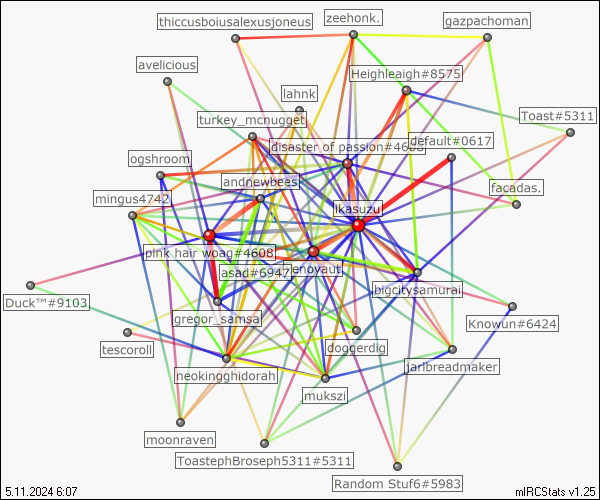 zeehonk.
thiccusboiusalexusjoneus
gazpachoman
avelicious
Heighleaigh#8575
lahnk
turkey_mcnugget
Toast#5311
default#0617
disaster of passion#4688
ogshroom
andnewbees
facadas.
mingus4742
ikasuzu
pink hair woag#4608
asad#6947
enovauti
bigcitysamurai
Duck™#9103
gregor_samsa
Knowun#6424
doggerdig
tescoroll
jarlbreadmaker
neokingghidorah
mukszi
moonraven
ToastephBroseph5311#5311
Random Stuf6#5983
5.11.2024 6:07
mIRCStats v1.25